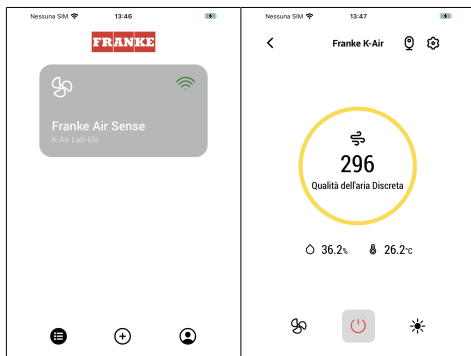 Nessuna SIM
13:46
FRANKE
Franke Air Sense
K-Air Lab-Ele
Nessuna SIM
13:47
Franke K-Air
296
Qualità dell'aria Discreta
36.2%
26.2°C